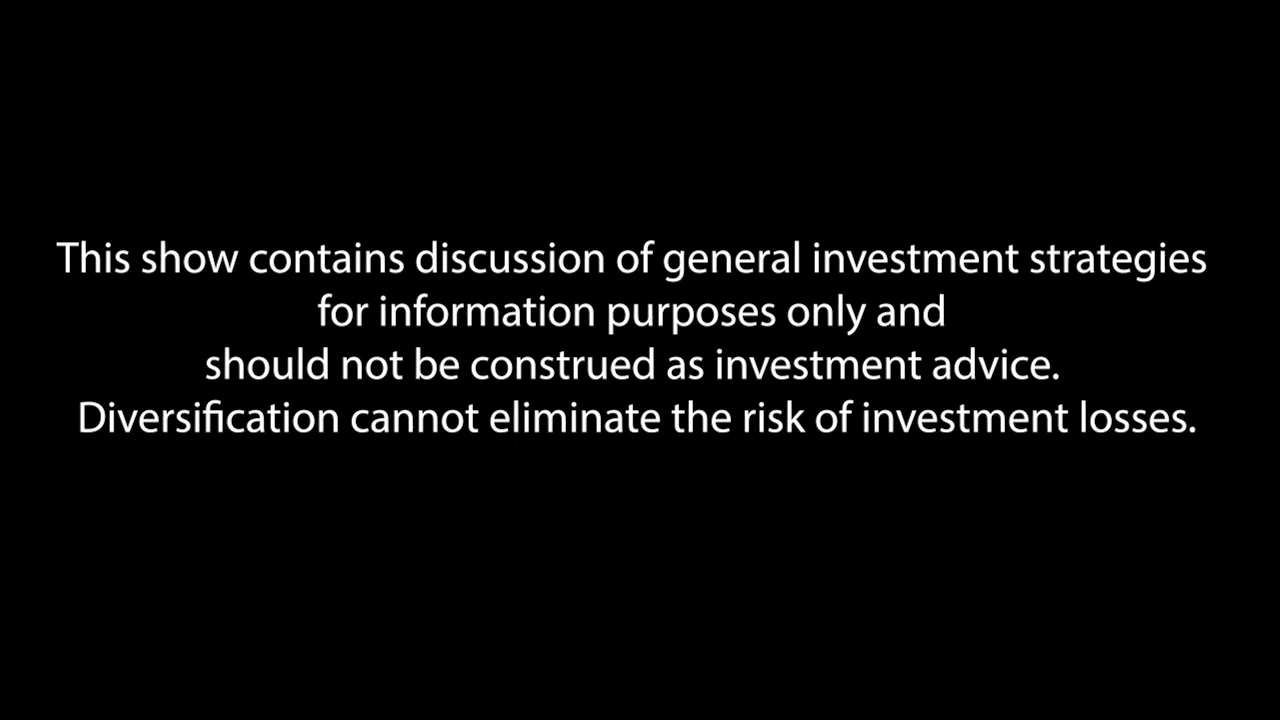 This show contains discussion of general investment strategies
for information purposes only and
should not be construed as investment advice.
Diversification cannot eliminate the risk of investment losses.